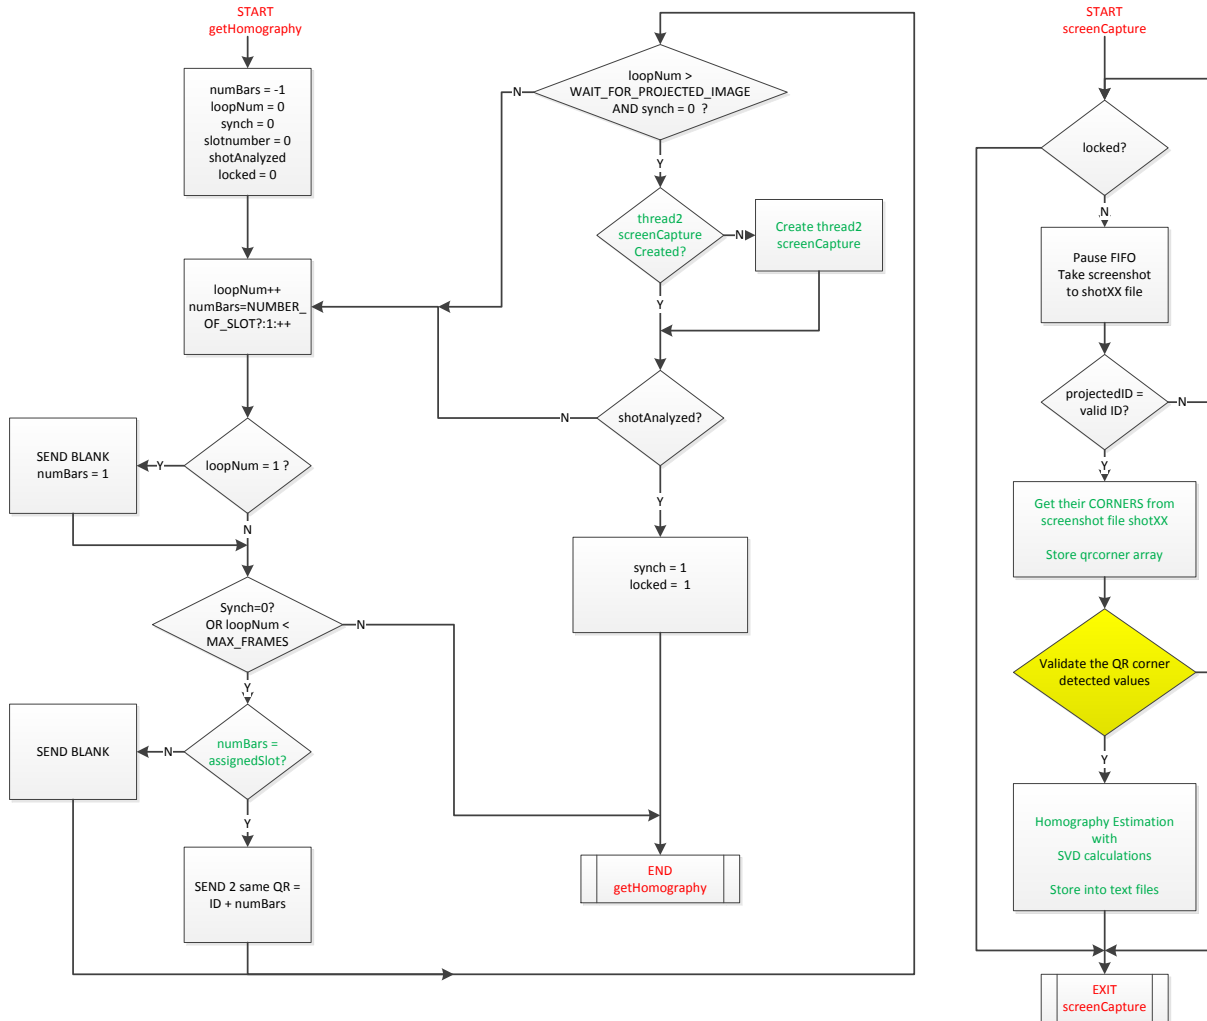 START
getHomography
numBars = -1
loopNum = 0
synch = 0
slotnumber = 0
shotAnalyzed
locked = 0
loopNum++
numBars=NUMBER_
OF_SLOT?:1:++
loopNum = 1 ?
Y
N
SEND BLANK
numBars = 1
Synch=0?
OR loopNum <
MAX_FRAMES
N
Y
numBars =
assignedSlot?
N
Y
SEND BLANK
SEND 2 same QR =
ID + numBars
loopNum >
WAIT_FOR_PROJECTED_IMAGE
AND synch = 0 ?
N
Y
thread2
screenCapture
Created?
N
Y
Create thread2
screenCapture
shotAnalyzed?
N
Y
synch = 1
locked = 1
END
getHomography
START
screenCapture
locked?
N
Pause FIFO
Take screenshot
to shotXX file
projectedID =
valid ID?
N
Y
Get their CORNERS from
screenshot file shotXX
Store qrcorner array
Validate the QR corner
detected values
Y
Homography Estimation
with
SVD calculations
Store into text files
EXIT
screenCapture